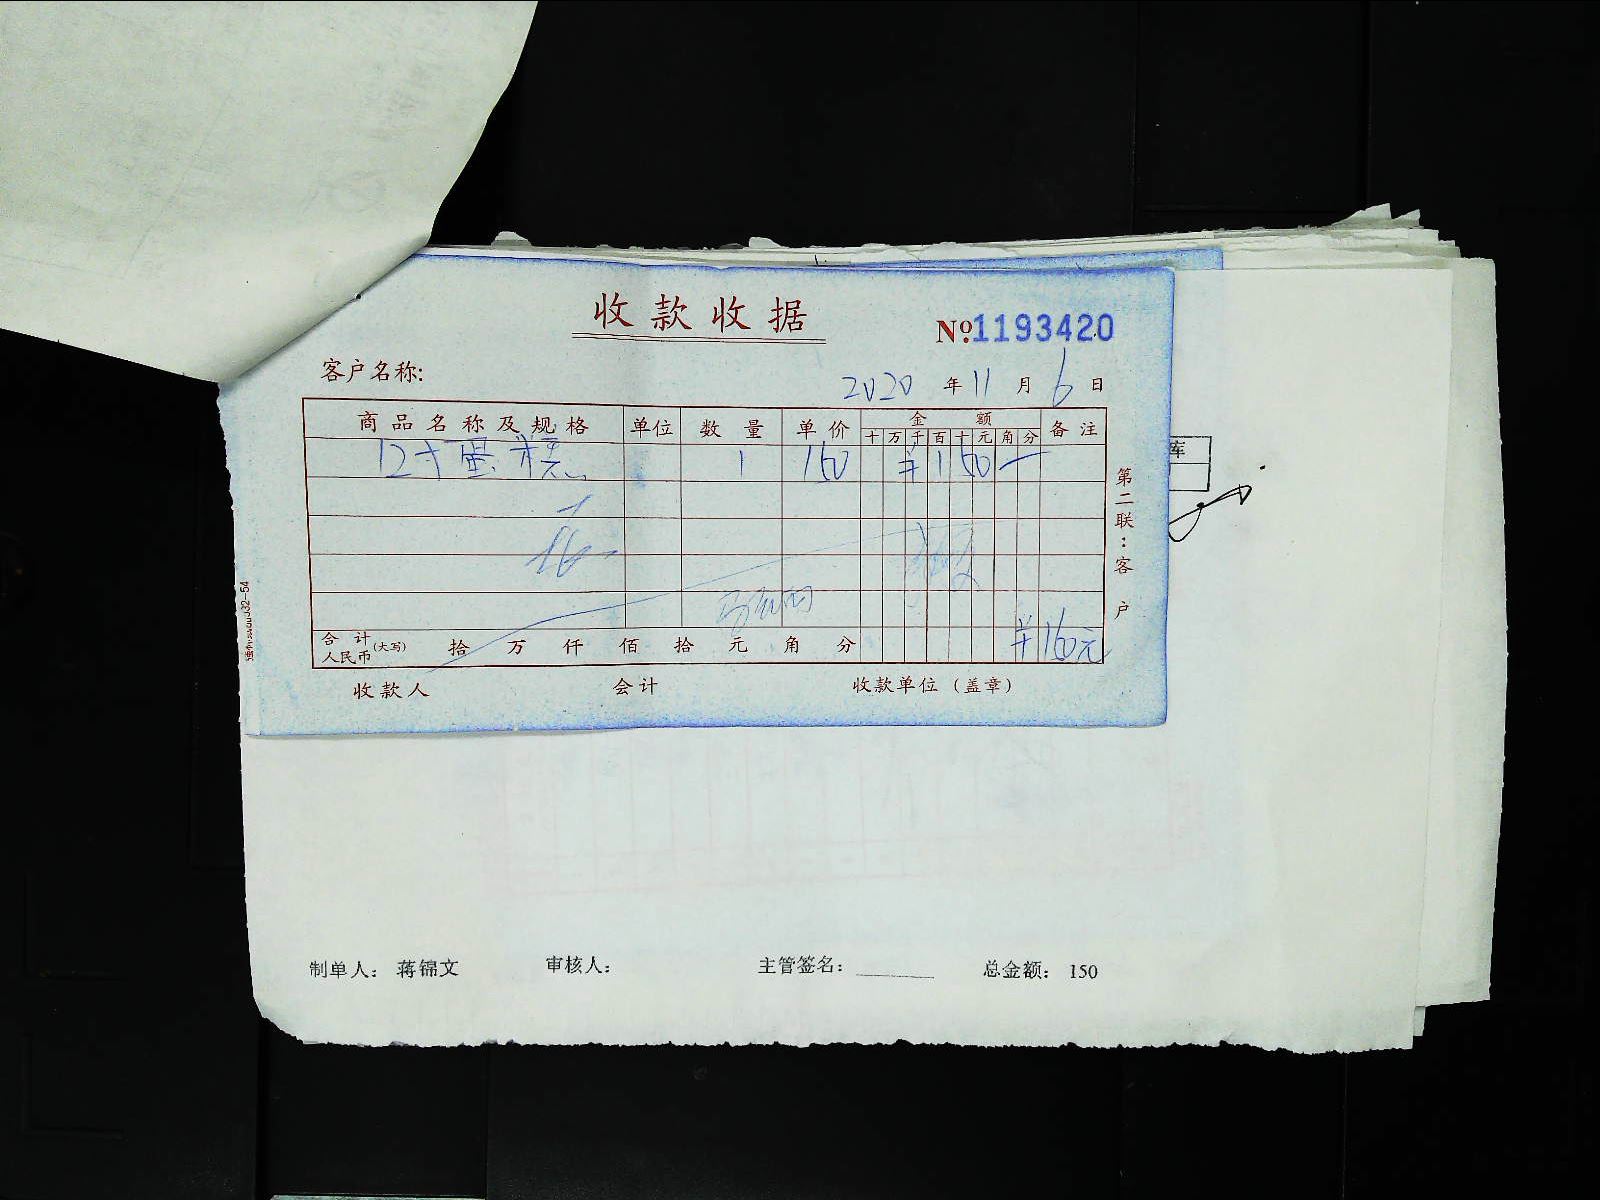 收款收据
№1193420
客户名称:
2020 年 11 月 6 日
商品名称及规格 单位 数量 单价 金额 备注
十 万 千 百 十 元 角 分
12寸蛋糕 1 150 ¥150—
合计人民币(大写) 拾 万 仟 佰 拾 元 角 分 ¥150元
收款人 会计 收款单位(盖章)
第二联:客户
库
制单人: 蒋锦文 审核人: 主管签名: 总金额: 150